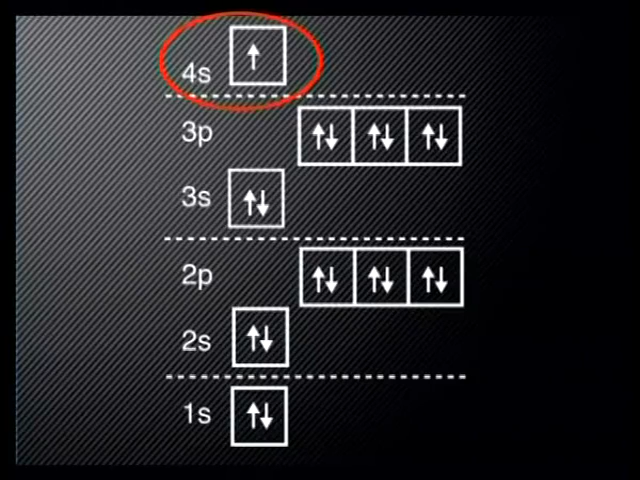 4s ↑
3p ↑↓ ↑↓ ↑↓
3s ↑↓
2p ↑↓ ↑↓ ↑↓
2s ↑↓
1s ↑↓